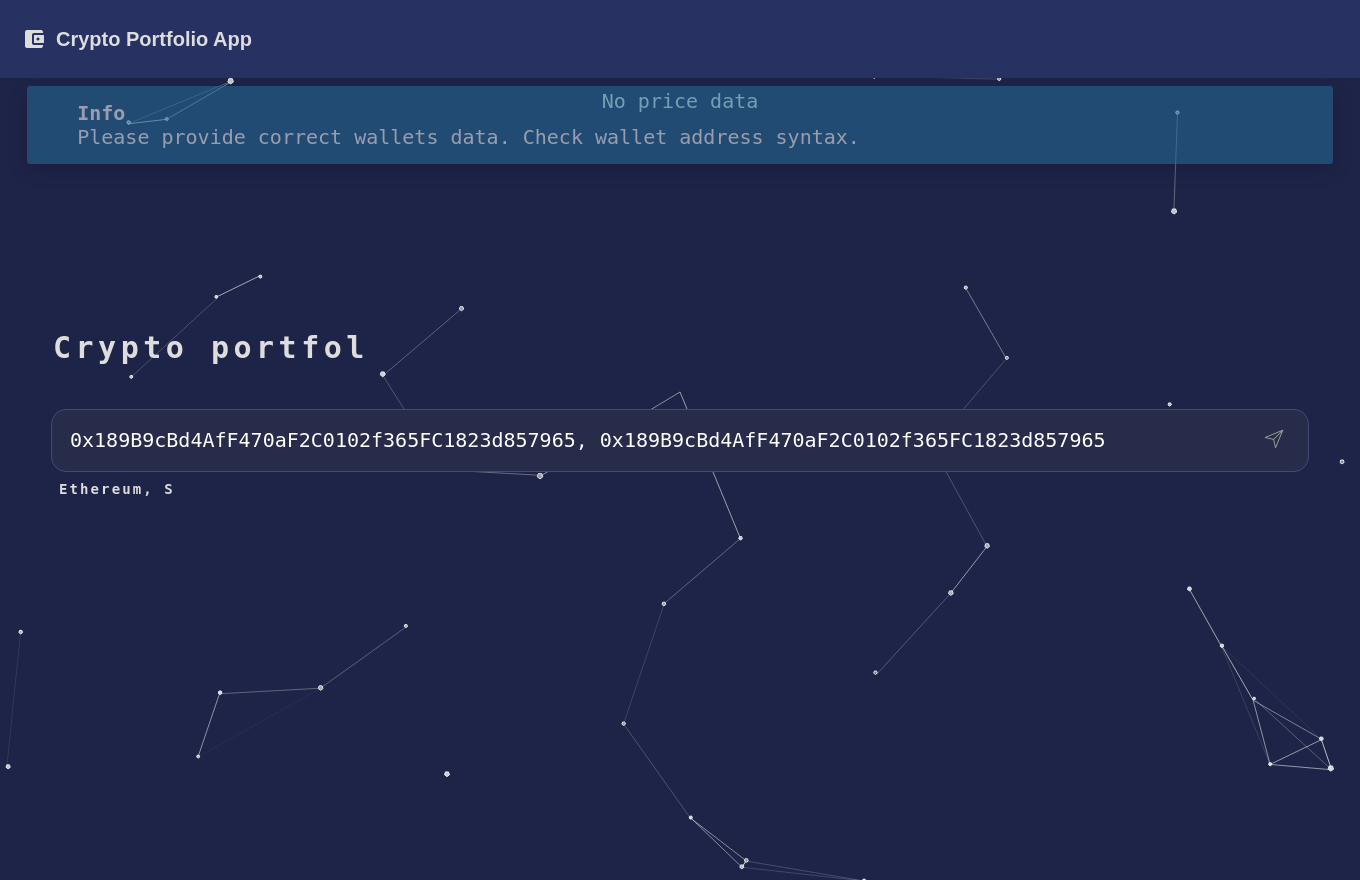 Crypto Portfolio App
No price data
Info
Please provide correct wallets data. Check wallet address syntax.
Crypto portfol
0x189B9cBd4AfF470aF2C0102f365FC1823d857965, 0x189B9cBd4AfF470aF2C0102f365FC1823d857965
Ethereum, S